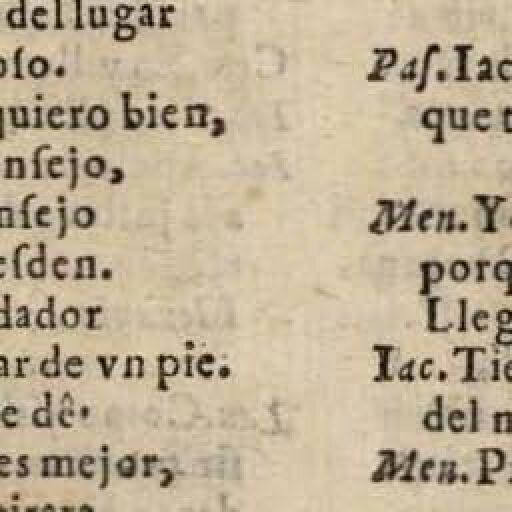 del lugar
oſo.
quiero bien,
nſejo,
nſejo
eſden.
dador
ar de vn pie.
e dê.
es mejor,
Paſ. Iac
que t
Men. Y
porq
Lleg
Iac. Tie
del n
Men. P